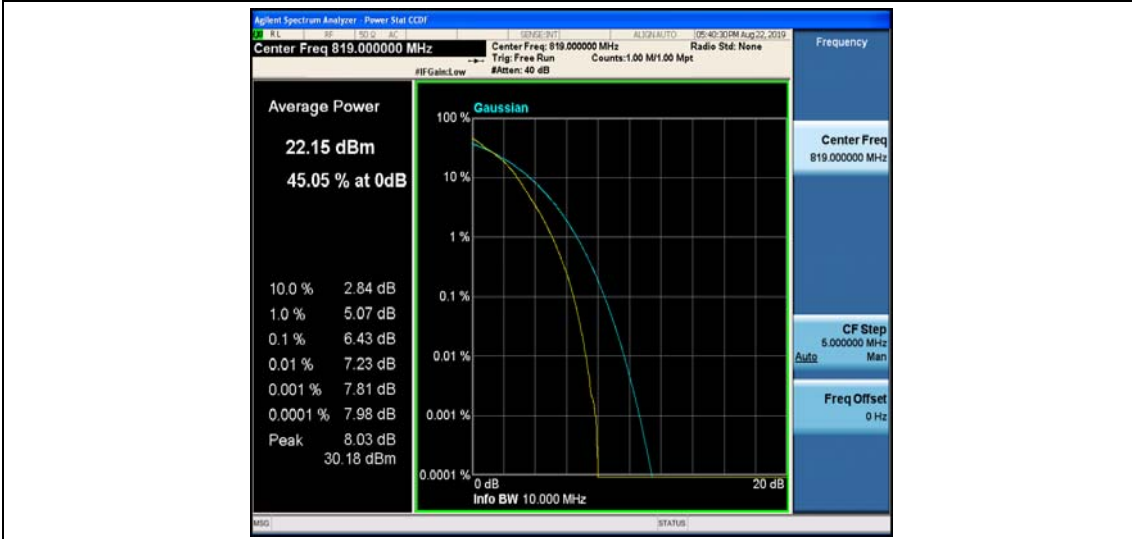 Agilent Spectrum Analyzer - Power Stat CCDF
RL RF 50 Ω AC SENSE:INT ALIGN AUTO 05:40:30 PM Aug 22, 2019
Center Freq 819.000000 MHz
Center Freq: 819.000000 MHz Radio Std: None
Trig: Free Run Counts:1.00 M/1.00 Mpt
#IFGain:Low #Atten: 40 dB
Frequency
Average Power
22.15 dBm
45.05 % at 0dB
10.0 % 2.84 dB
1.0 % 5.07 dB
0.1 % 6.43 dB
0.01 % 7.23 dB
0.001 % 7.81 dB
0.0001 % 7.98 dB
Peak 8.03 dB
30.18 dBm
Gaussian
100 %
10 %
1 %
0.1 %
0.01 %
0.001 %
0.0001 %
0 dB 20 dB
Info BW 10.000 MHz
Center Freq
819.000000 MHz
CF Step
5.000000 MHz
Auto Man
Freq Offset
0 Hz
MSG STATUS